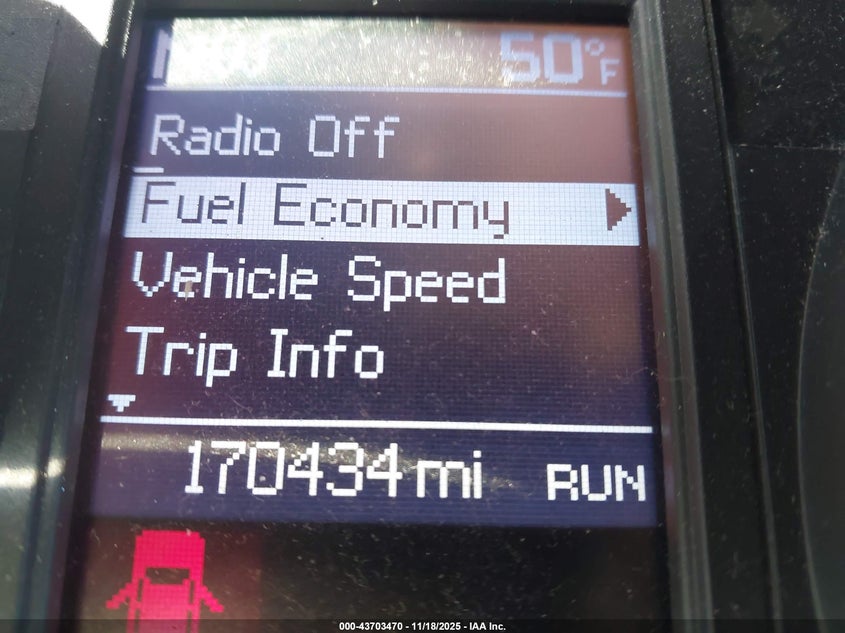 50°F
Radio Off
Fuel Economy
Vehicle Speed
Trip Info
170434 mi RUN
000-43703470 - 11/18/2025 - IAA Inc.